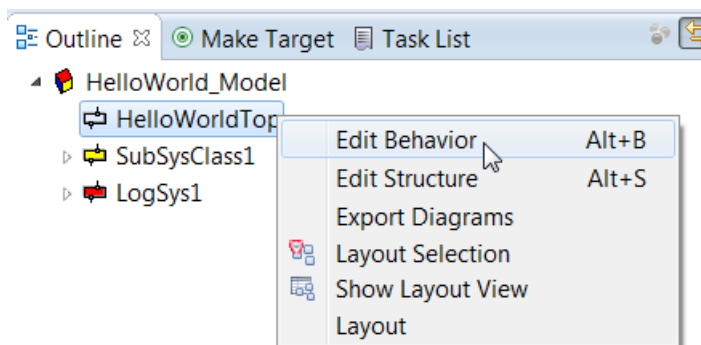 Outline Make Target Task List
HelloWorld_Model
HelloWorldTop
Edit Behavior Alt+B
SubSysClass1
Edit Structure Alt+S
LogSys1
Export Diagrams
Layout Selection
Show Layout View
Layout